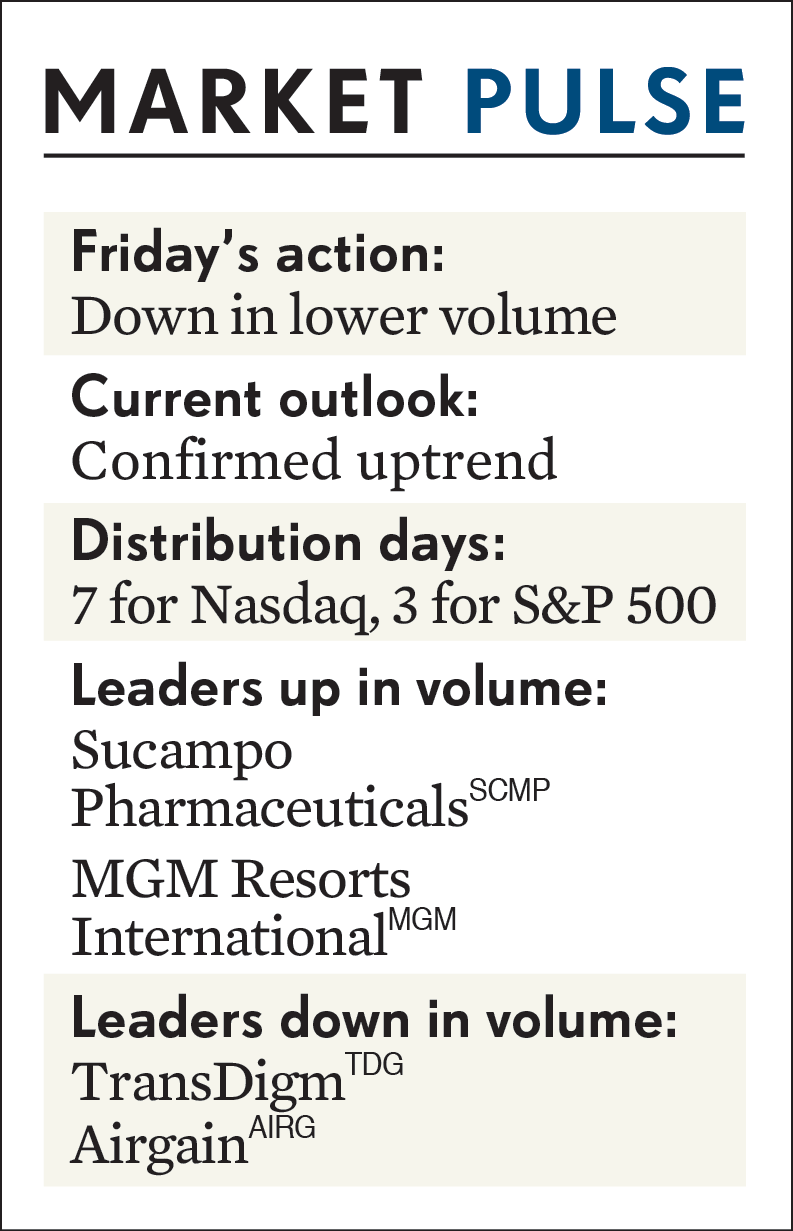 MARKET PULSE
Friday’s action:
Down in lower volume
Current outlook:
Confirmed uptrend
Distribution days:
7 for Nasdaq, 3 for S&P 500
Leaders up in volume:
Sucampo
Pharmaceuticals SCMP
MGM Resorts
International MGM
Leaders down in volume:
TransDigm TDG
Airgain AIRG